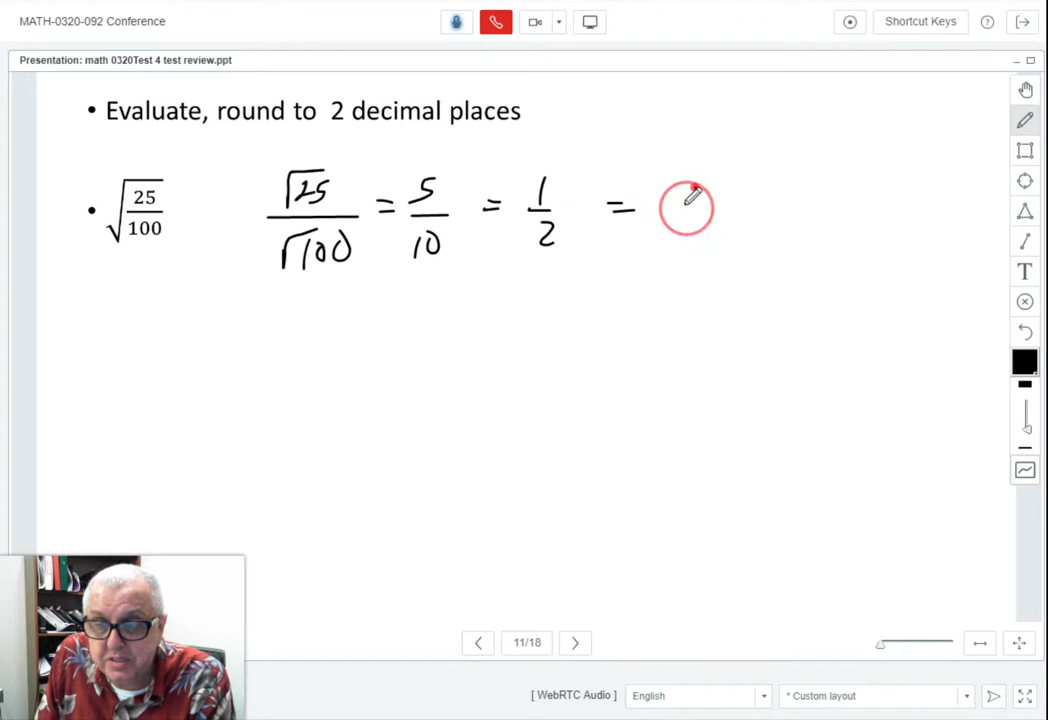 MATH-0320-092 Conference
Shortcut Keys
Presentation: math 0320Test 4 test review.ppt
• Evaluate, round to 2 decimal places
• √(25/100) √25/√100 = 5/10 = 1/2 =
T
11/18
[ WebRTC Audio ] English * Custom layout